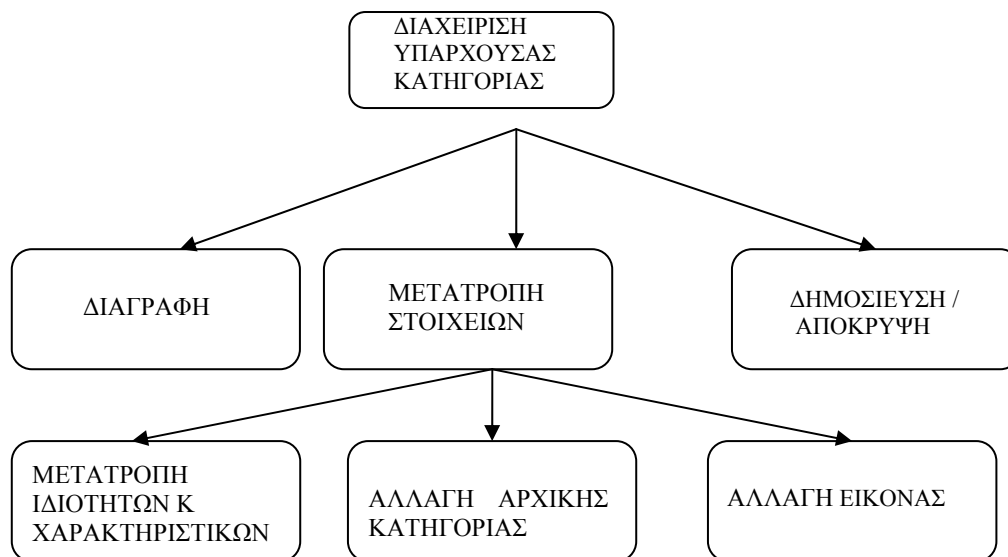 ΔΙΑΧΕΙΡΙΣΗ
ΥΠΑΡΧΟΥΣΑΣ
ΚΑΤΗΓΟΡΙΑΣ
ΔΙΑΓΡΑΦΗ
ΜΕΤΑΤΡΟΠΗ
ΣΤΟΙΧΕΙΩΝ
ΔΗΜΟΣΙΕΥΣΗ /
ΑΠΟΚΡΥΨΗ
ΜΕΤΑΤΡΟΠΗ
ΙΔΙΟΤΗΤΩΝ Κ
ΧΑΡΑΚΤΗΡΙΣΤΙΚΩΝ
ΑΛΛΑΓΗ ΑΡΧΙΚΗΣ
ΚΑΤΗΓΟΡΙΑΣ
ΑΛΛΑΓΗ ΕΙΚΟΝΑΣ